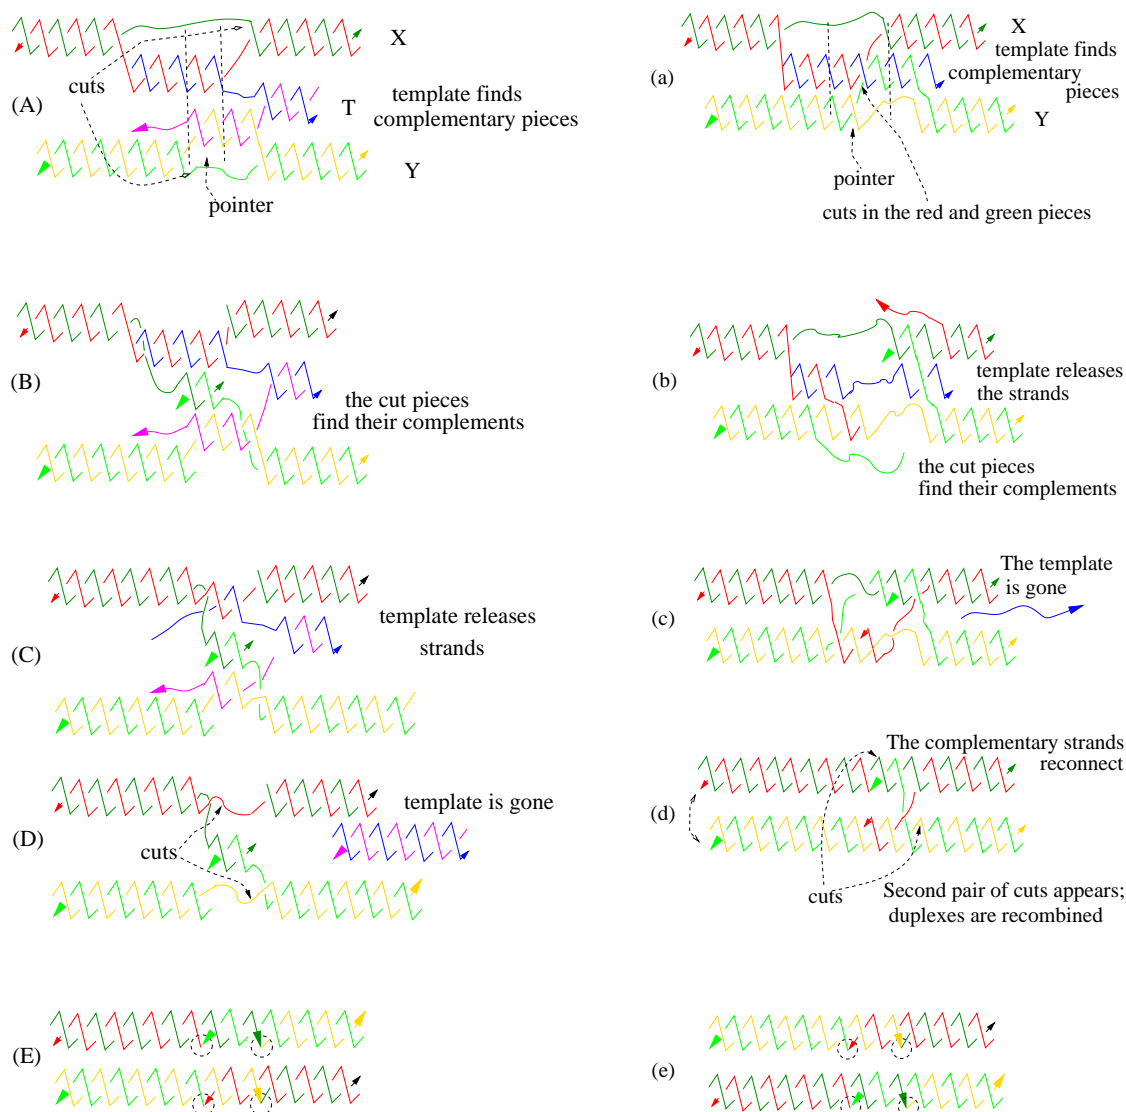 X
cuts
(A)
T
template finds
complementary pieces
Y
pointer
(B)
the cut pieces
find their complements
(C)
template releases
strands
(D)
template is gone
cuts
(E)
X
template finds
(a)
complementary
pieces
Y
pointer
cuts in the red and green pieces
(b)
template releases
the strands
the cut pieces
find their complements
The template
is gone
(c)
The complementary strands
reconnect
(d)
cuts
Second pair of cuts appears;
duplexes are recombined
(e)